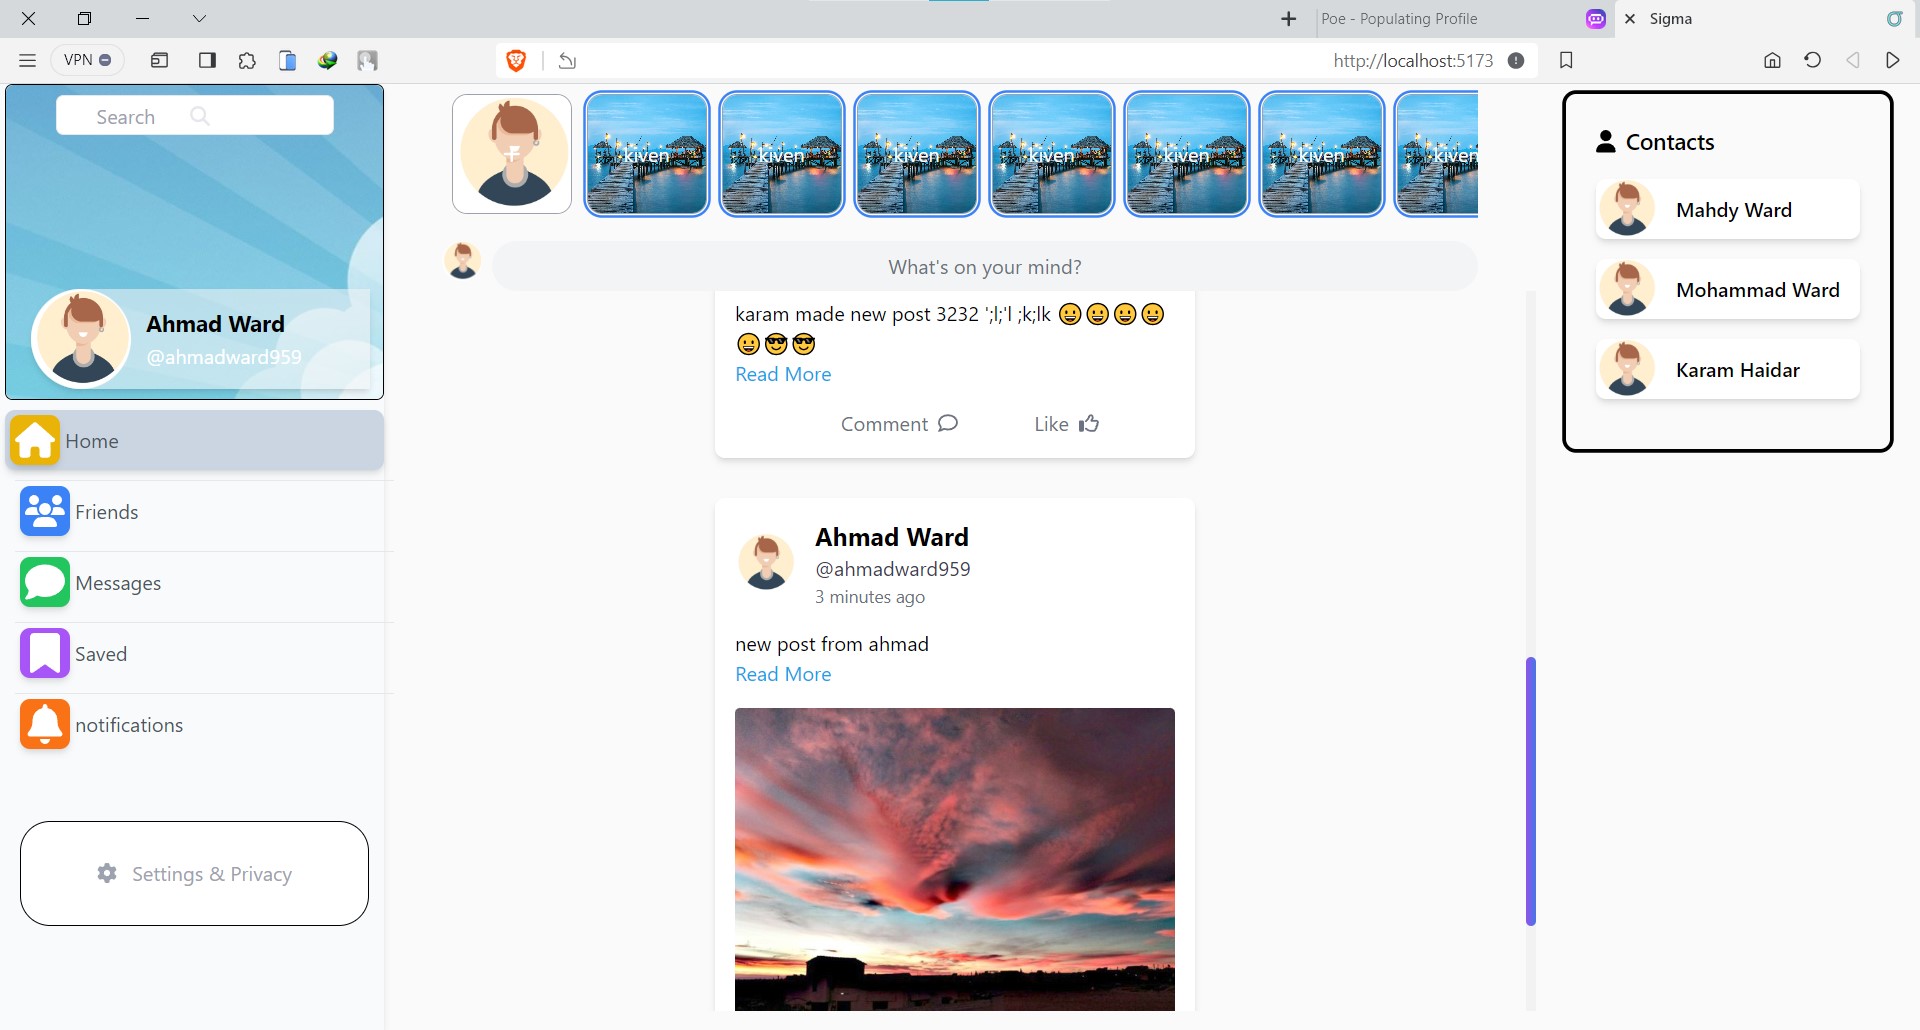 Poe - Populating Profile
Sigma
VPN
http://localhost:5173
Search
Ahmad Ward
@ahmadward959
Home
Friends
Messages
Saved
notifications
Settings & Privacy
+
kiven
kiven
kiven
kiven
kiven
kiven
kiven
What's on your mind?
karam made new post 3232 ';l;'l ;k;lk 😀😀😀😀
😀😎😎
Read More
Comment
Like
Ahmad Ward
@ahmadward959
3 minutes ago
new post from ahmad
Read More
Contacts
Mahdy Ward
Mohammad Ward
Karam Haidar